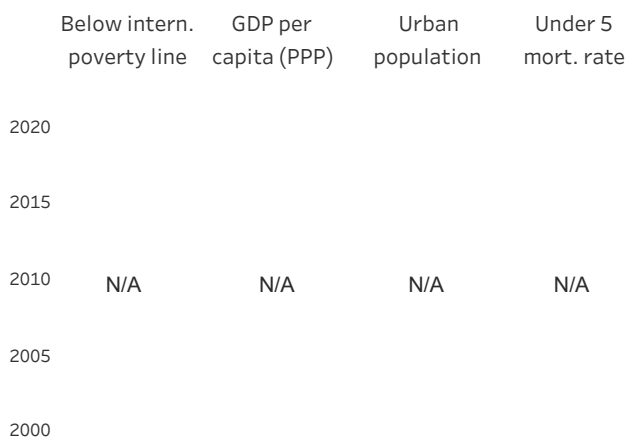 Below intern. GDP per Urban Under 5
poverty line capita (PPP) population mort. rate
2020
2015
2010 N/A N/A N/A N/A
2005
2000